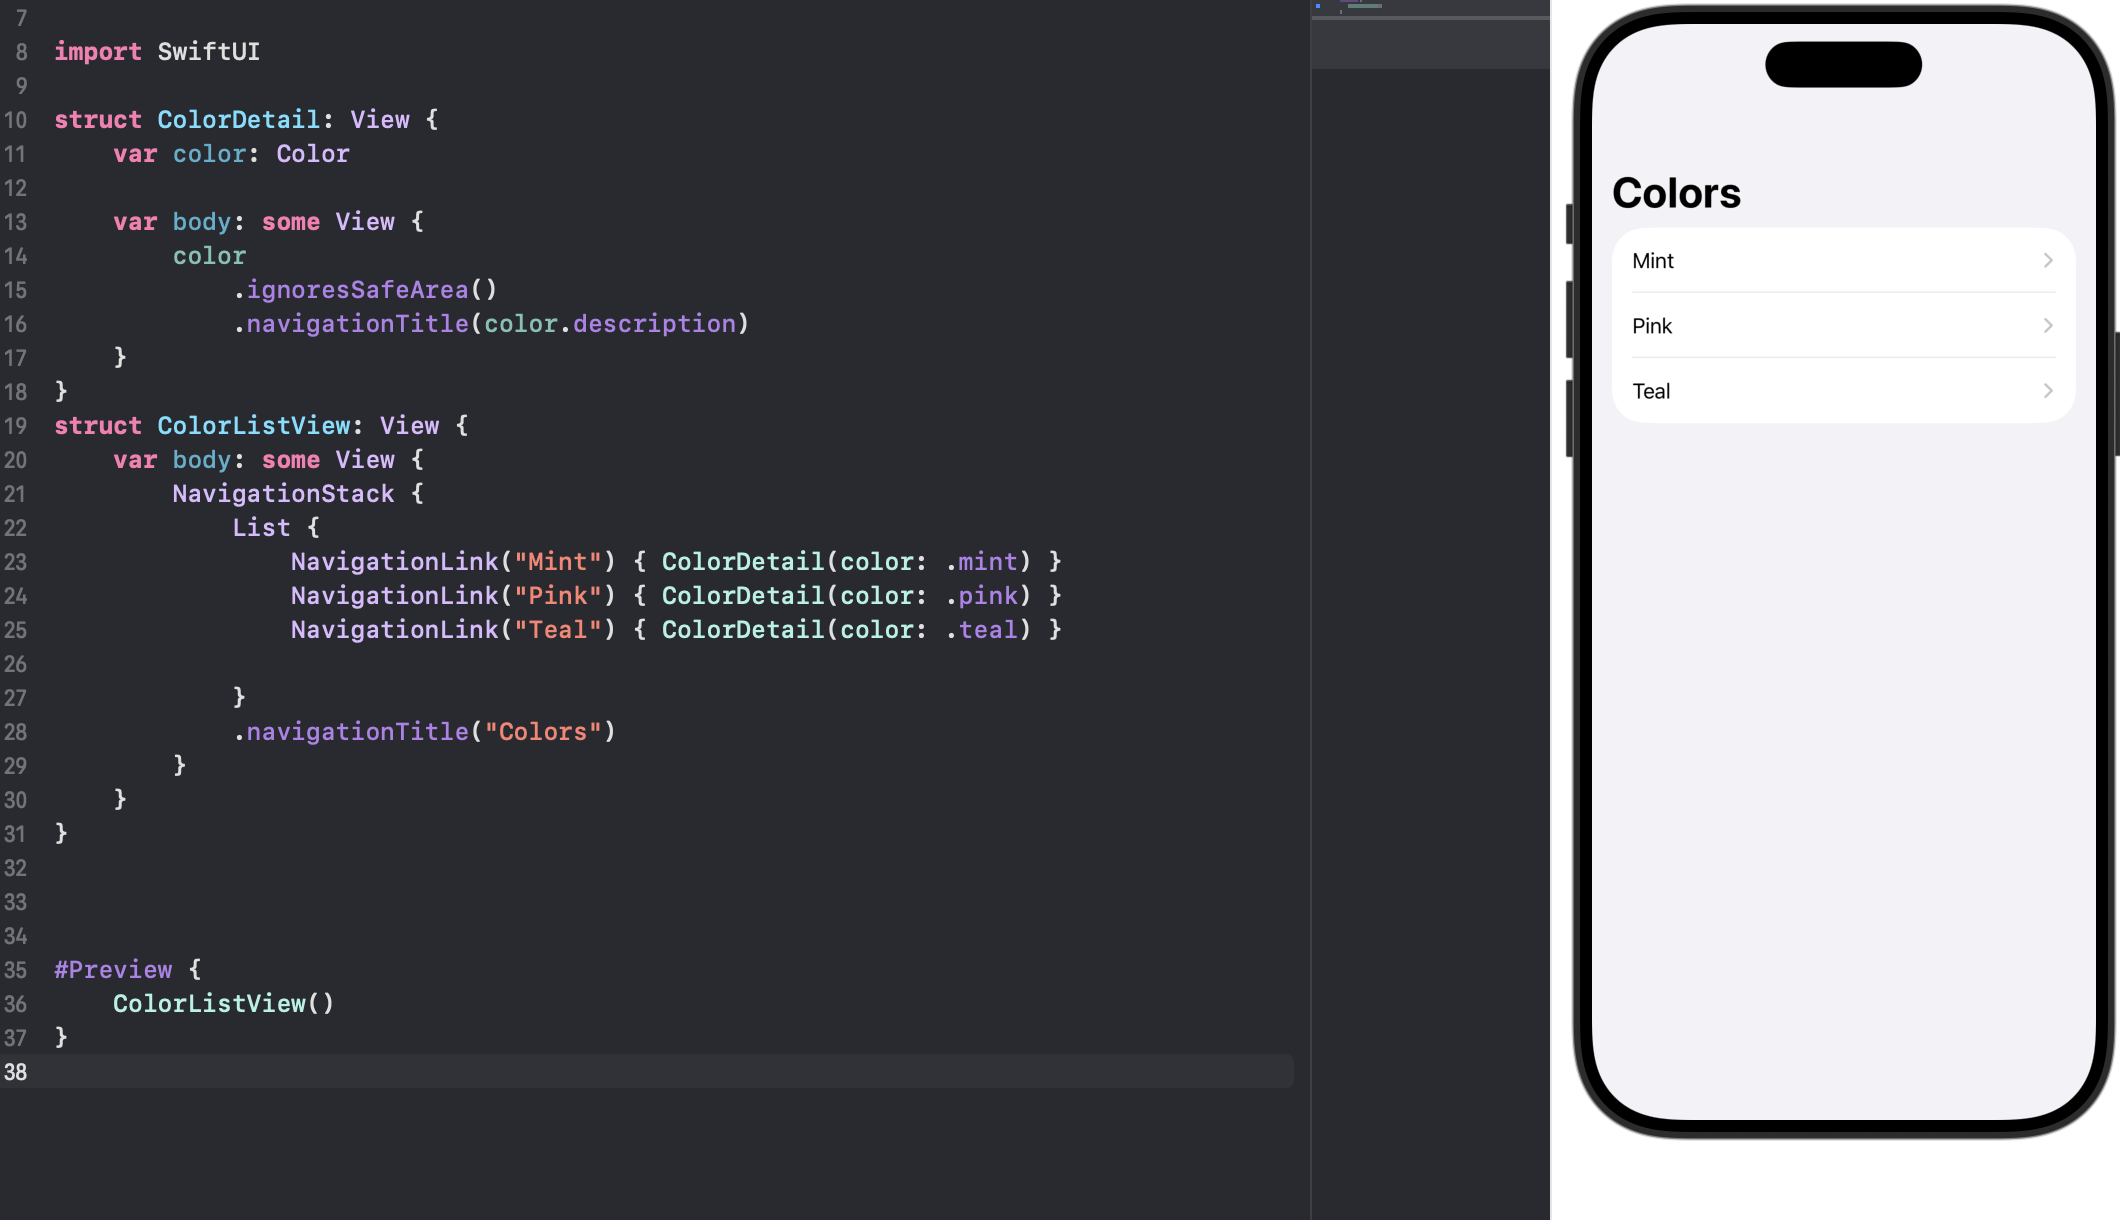 7
8 import SwiftUI
9
10 struct ColorDetail: View {
11     var color: Color
12
13     var body: some View {
14         color
15             .ignoresSafeArea()
16             .navigationTitle(color.description)
17     }
18 }
19 struct ColorListView: View {
20     var body: some View {
21         NavigationStack {
22             List {
23                 NavigationLink("Mint") { ColorDetail(color: .mint) }
24                 NavigationLink("Pink") { ColorDetail(color: .pink) }
25                 NavigationLink("Teal") { ColorDetail(color: .teal) }
26
27             }
28             .navigationTitle("Colors")
29         }
30     }
31 }
32
33
34
35 #Preview {
36     ColorListView()
37 }
38
Colors
Mint
Pink
Teal